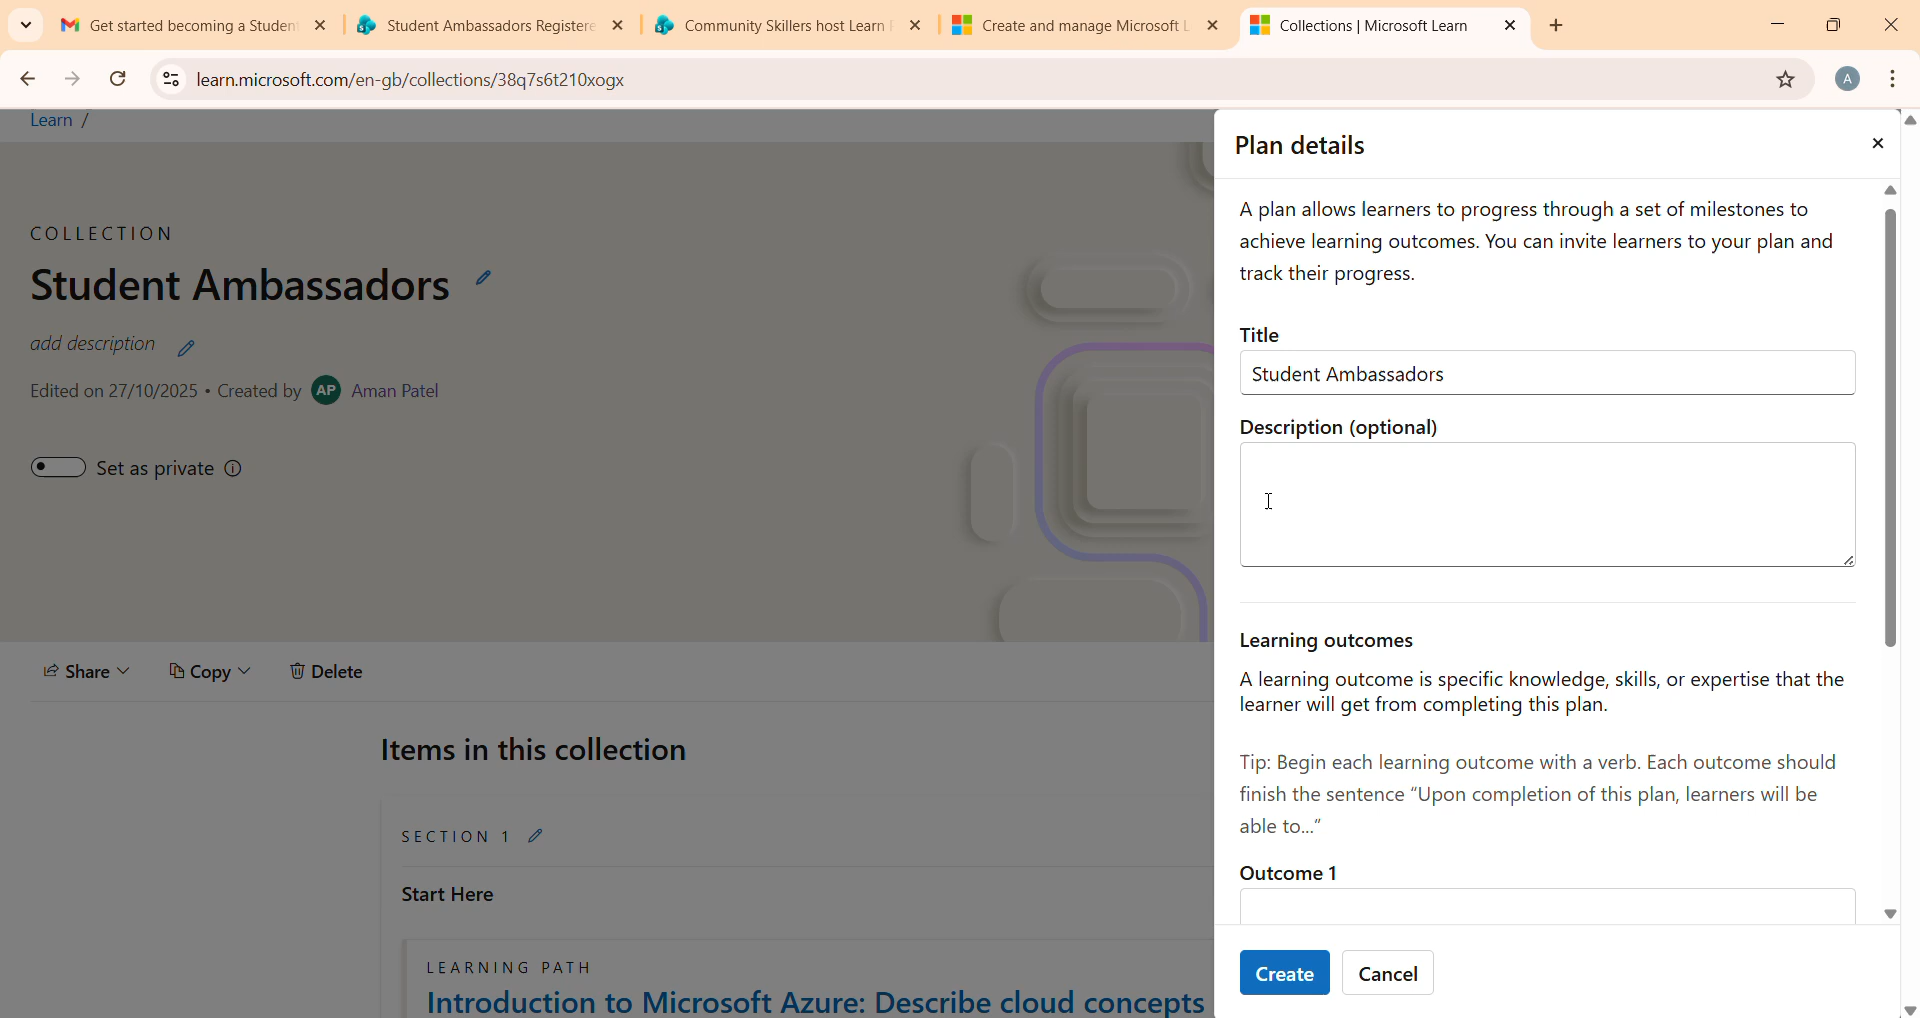 Get started becoming a Studen
Student Ambassadors Registere
Community Skillers host Learn
Create and manage Microsoft L
Collections | Microsoft Learn
learn.microsoft.com/en-gb/collections/38q7s6t210xogx
A
Learn /
COLLECTION
Student Ambassadors
add description
Edited on 27/10/2025 • Created by AP Aman Patel
Set as private
Share
Copy
Delete
Items in this collection
SECTION 1
Start Here
LEARNING PATH
Introduction to Microsoft Azure: Describe cloud concepts
Plan details
A plan allows learners to progress through a set of milestones to
achieve learning outcomes. You can invite learners to your plan and
track their progress.
Title
Student Ambassadors
Description (optional)
Learning outcomes
A learning outcome is specific knowledge, skills, or expertise that the
learner will get from completing this plan.
Tip: Begin each learning outcome with a verb. Each outcome should
finish the sentence “Upon completion of this plan, learners will be
able to...”
Outcome 1
Create
Cancel